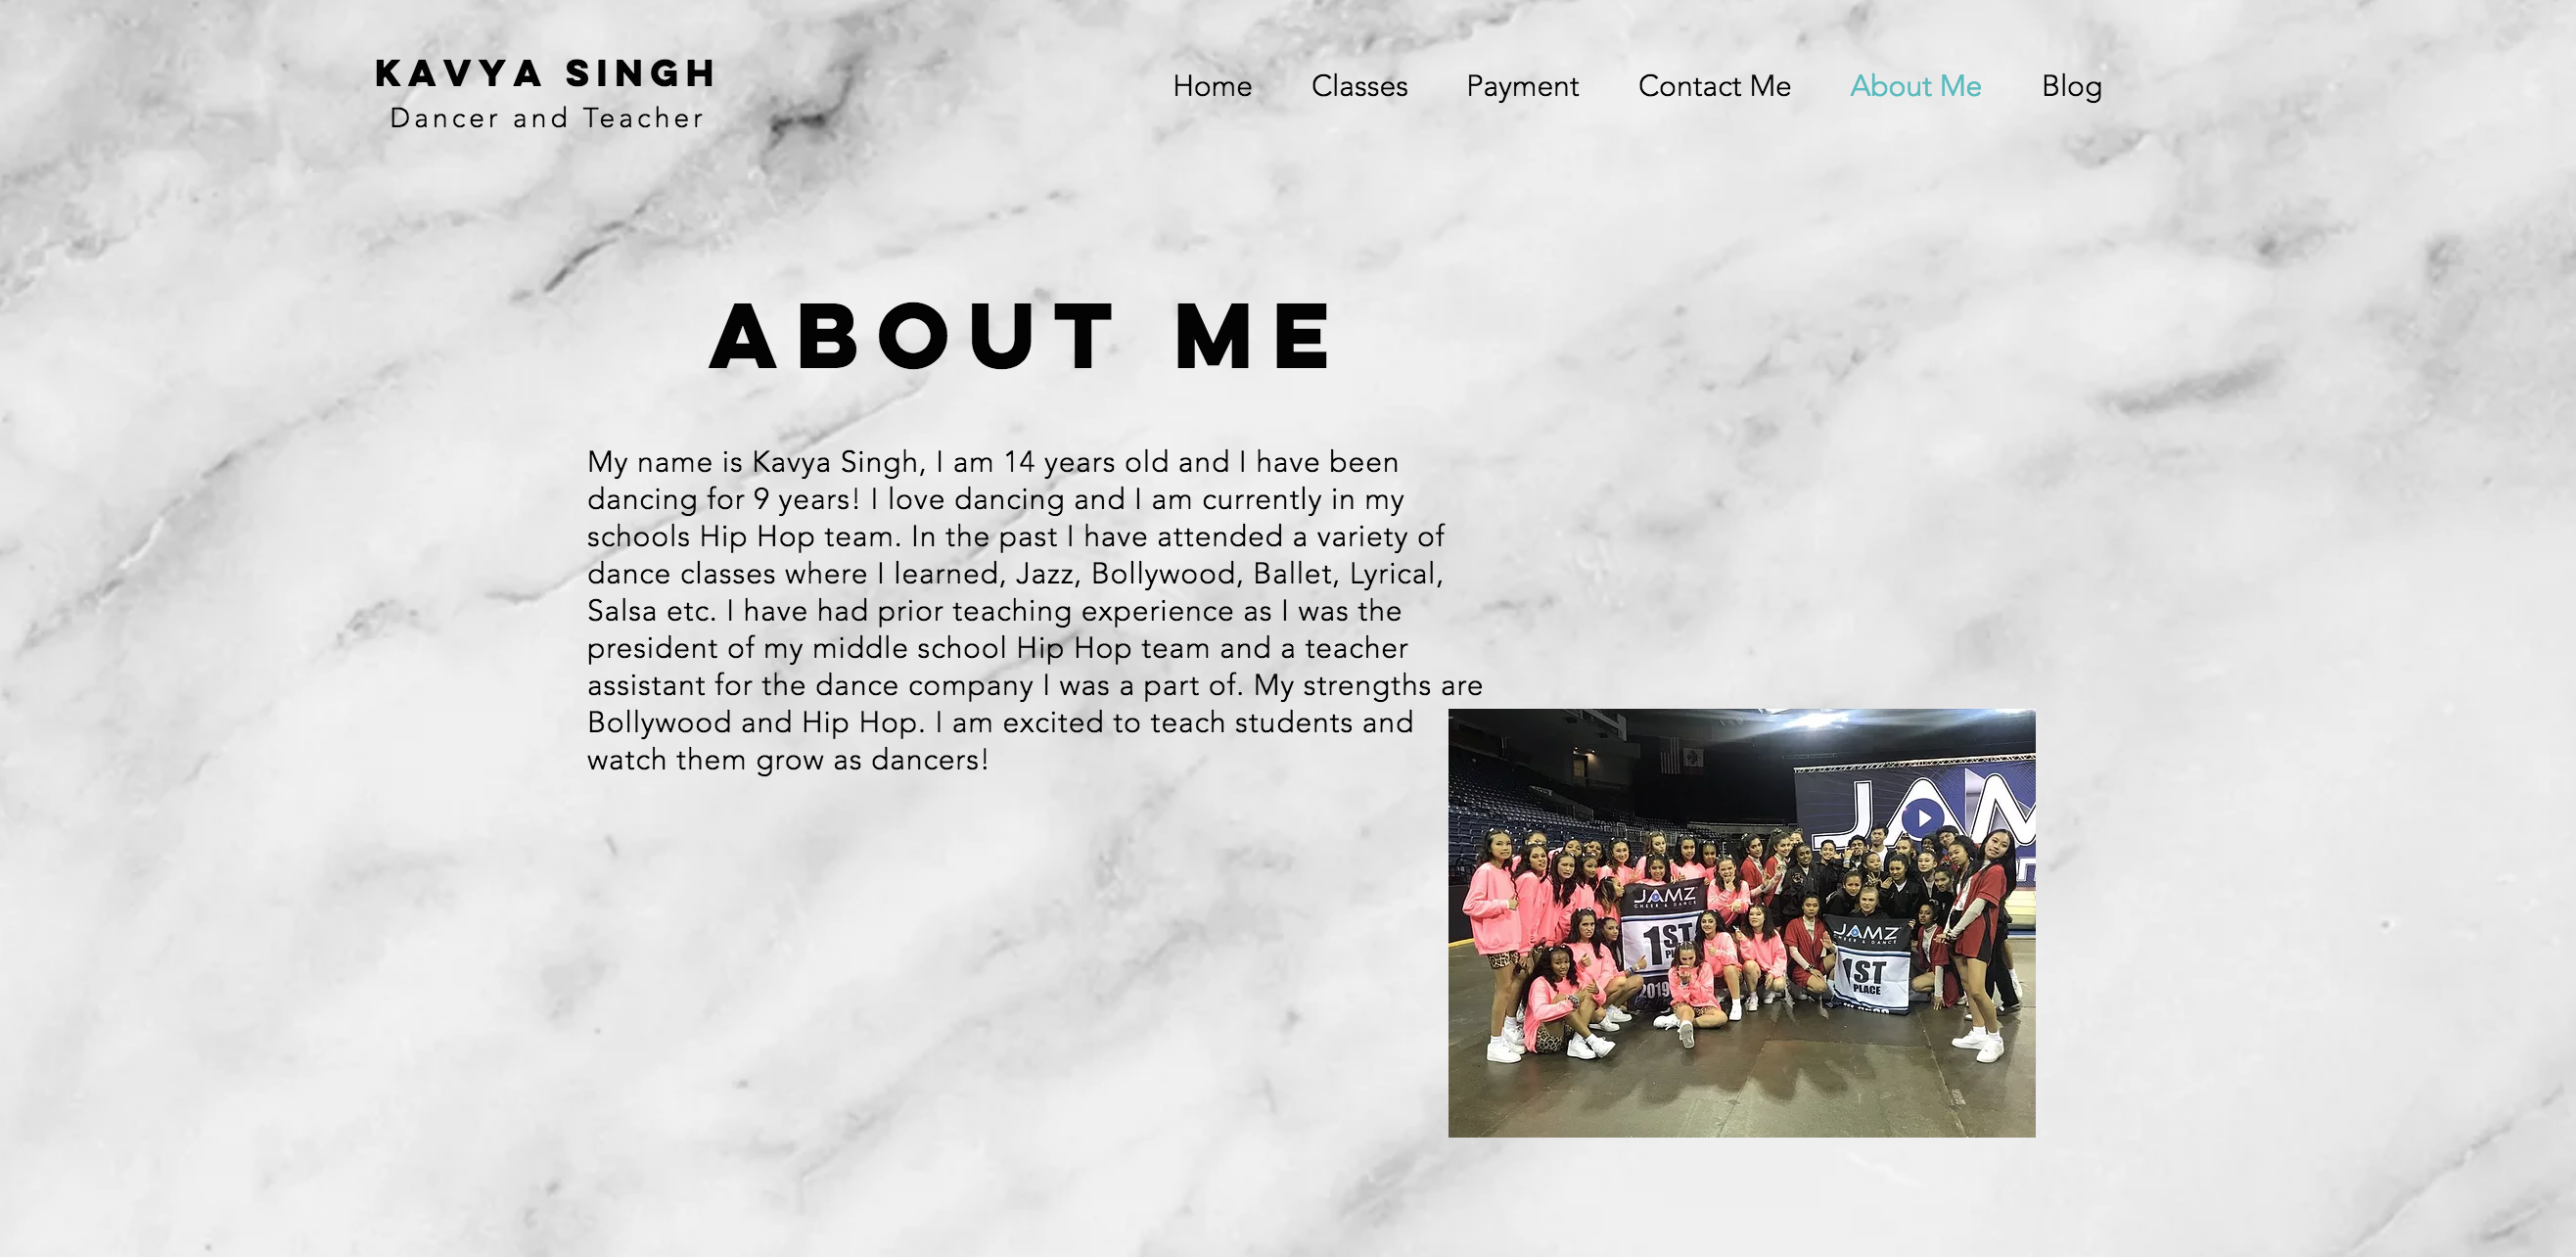 KAVYA SINGH
Dancer and Teacher
Home
Classes
Payment
Contact Me
About Me
Blog
ABOUT ME
My name is Kavya Singh, I am 14 years old and I have been
dancing for 9 years! I love dancing and I am currently in my
schools Hip Hop team. In the past I have attended a variety of
dance classes where I learned, Jazz, Bollywood, Ballet, Lyrical,
Salsa etc. I have had prior teaching experience as I was the
president of my middle school Hip Hop team and a teacher
assistant for the dance company I was a part of. My strengths are
Bollywood and Hip Hop. I am excited to teach students and
watch them grow as dancers!
JAM
JAMZ
CHEER & DANCE
1ST
2019
JAMZ
CHEER & DANCE
1ST
PLACE